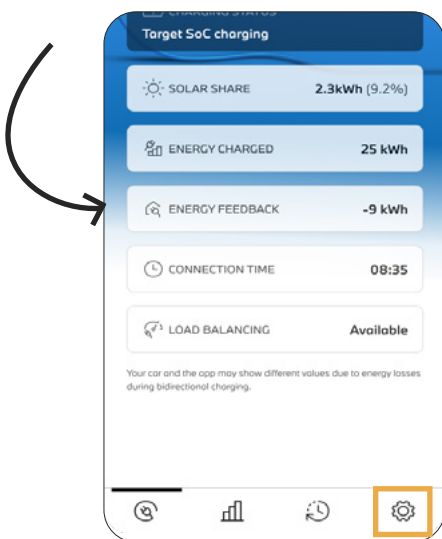 CHARGING STATUS
Target SoC charging
SOLAR SHARE 2.3kWh (9.2%)
ENERGY CHARGED 25 kWh
ENERGY FEEDBACK -9 kWh
CONNECTION TIME 08:35
LOAD BALANCING Available
Your car and the app may show different values due to energy losses
during bidirectional charging.